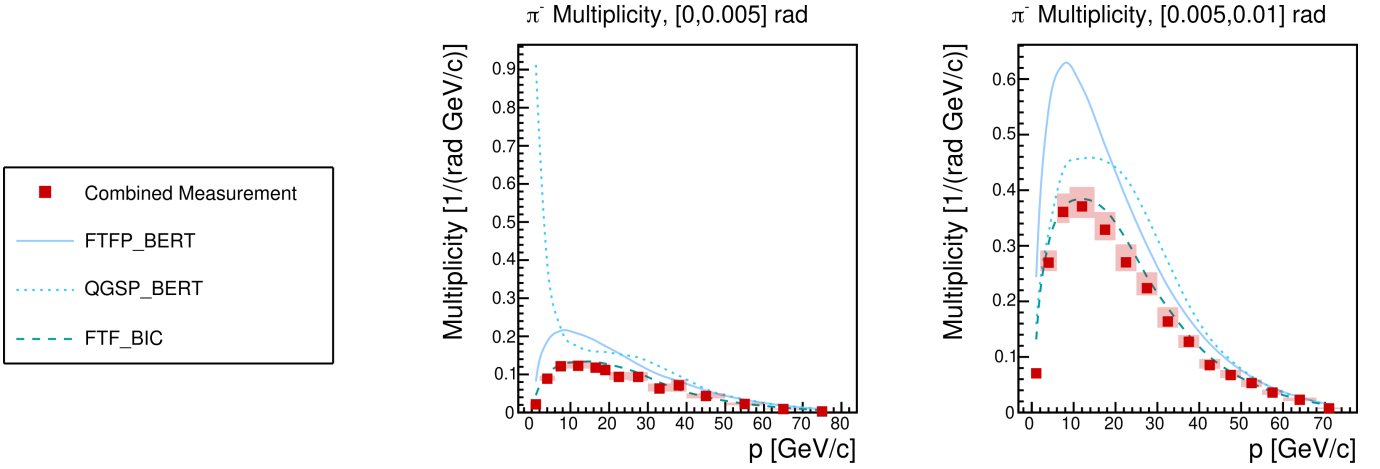 π- Multiplicity, [0,0.005] rad
π- Multiplicity, [0.005,0.01] rad
Combined Measurement
FTFP_BERT
QGSP_BERT
FTF_BIC
Multiplicity [1/(rad GeV/c)]
0.9
0.8
0.7
0.6
0.5
0.4
0.3
0.2
0.1
0
0 10 20 30 40 50 60 70 80
p [GeV/c]
Multiplicity [1/(rad GeV/c)]
0.6
0.5
0.4
0.3
0.2
0.1
0
0 10 20 30 40 50 60 70
p [GeV/c]